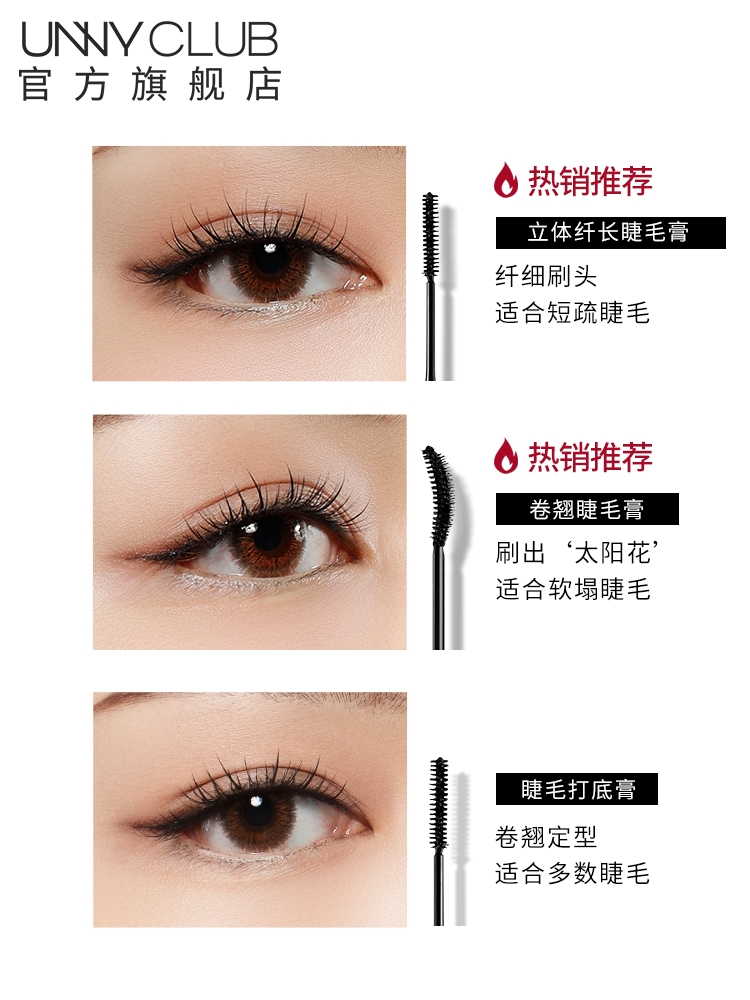 UNNY CLUB
官方旗舰店
热销推荐
立体纤长睫毛膏
纤细刷头
适合短疏睫毛
热销推荐
卷翘睫毛膏
刷出‘太阳花’
适合软塌睫毛
睫毛打底膏
卷翘定型
适合多数睫毛